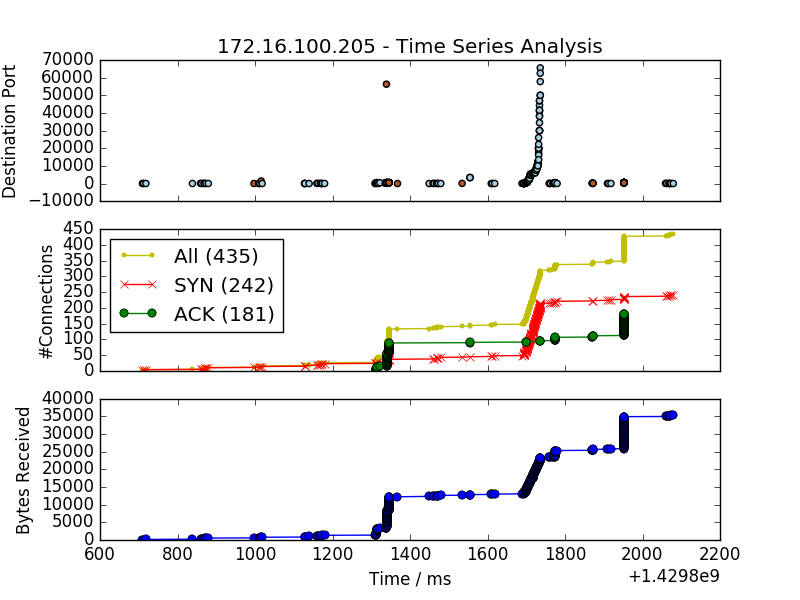 172.16.100.205 - Time Series Analysis
Destination Port
70000
60000
50000
40000
30000
20000
10000
0
−10000
#Connections
450
400
350
300
250
200
150
100
50
0
All (435)
SYN (242)
ACK (181)
Bytes Received
40000
35000
30000
25000
20000
15000
10000
5000
0
600 800 1000 1200 1400 1600 1800 2000 2200
Time / ms
+1.4298e9